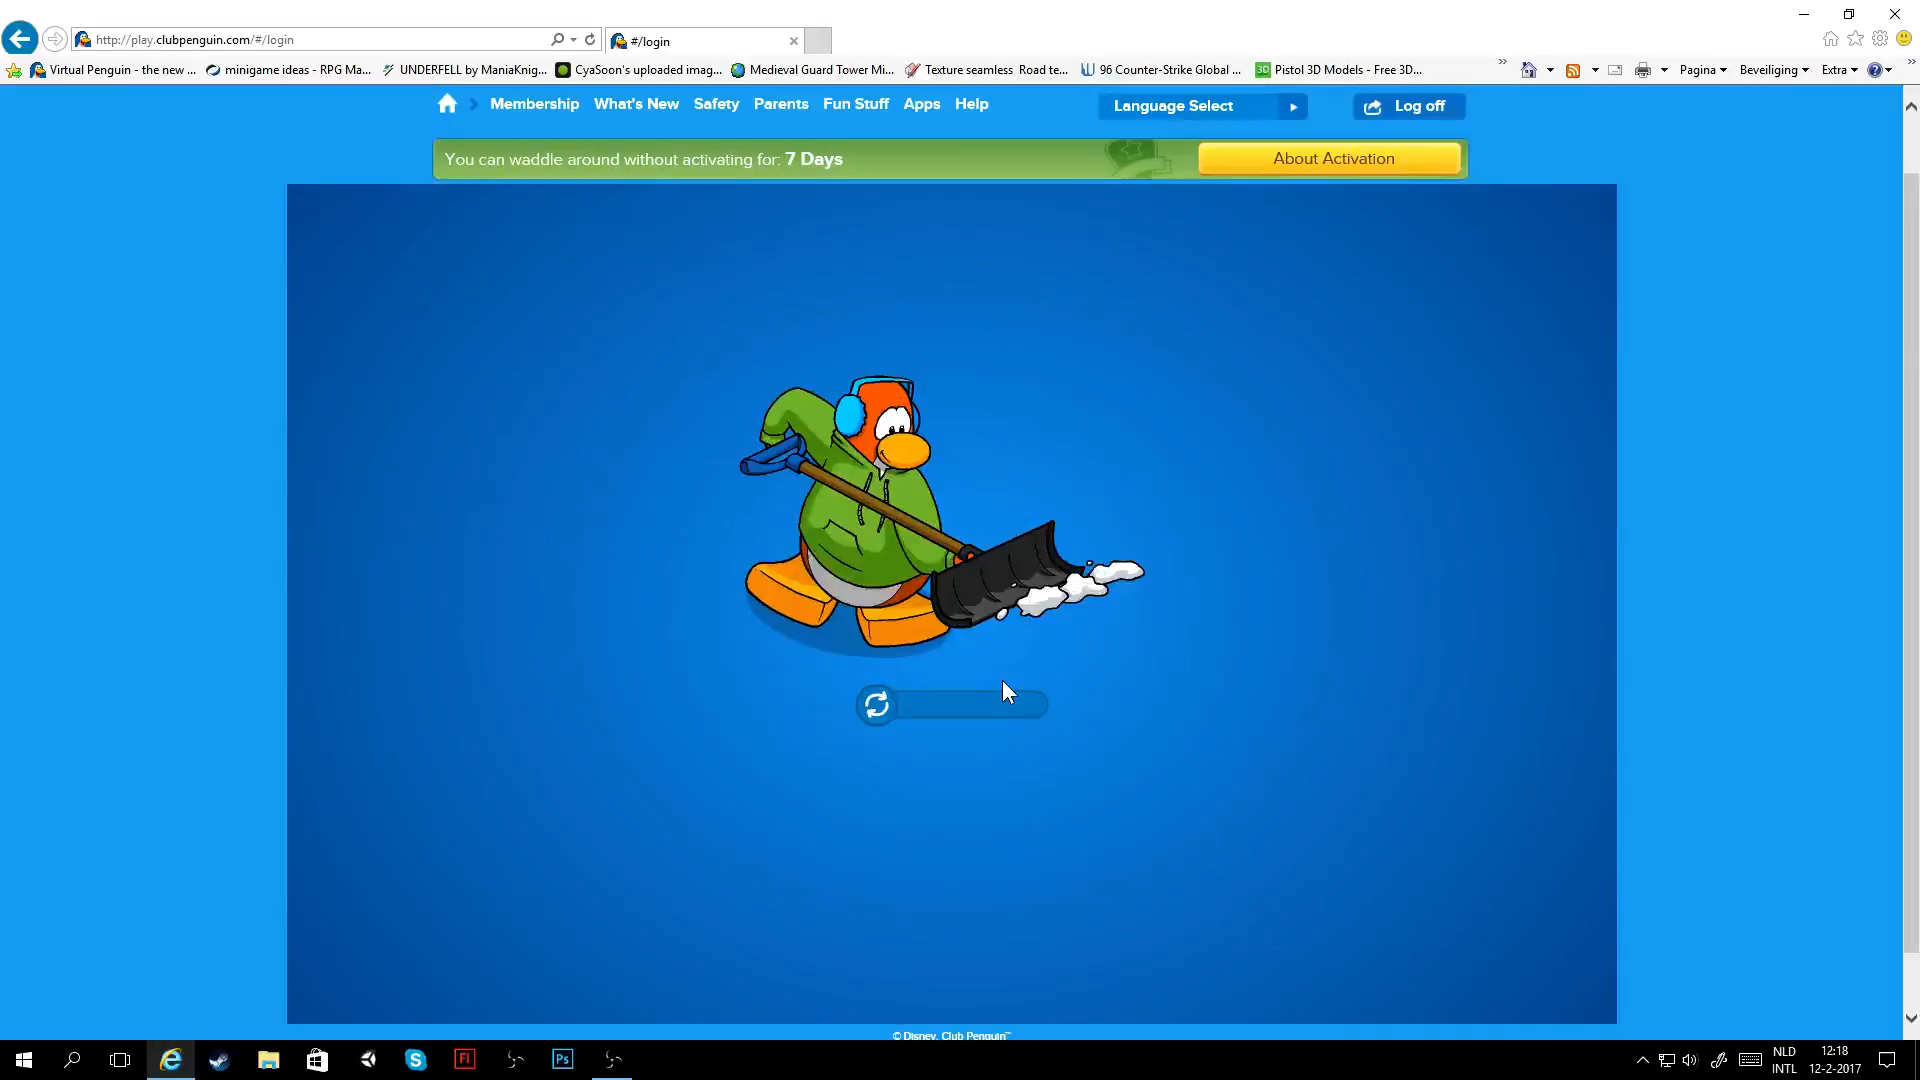 http://play.clubpenguin.com/#/login
#/login
Virtual Penguin - the new ...
minigame ideas - RPG Ma...
UNDERFELL by ManiaKnig...
CyaSoon's uploaded imag...
Medieval Guard Tower Mi...
Texture seamless Road te...
96 Counter-Strike Global ...
3D Pistol 3D Models - Free 3D...
Pagina
Beveiliging
Extra
Membership What's New Safety Parents Fun Stuff Apps Help
Language Select
Log off
You can waddle around without activating for: 7 Days
About Activation
© Disney. Club Penguin™
Fl
Ps
NLD
INTL
12:18
12-2-2017